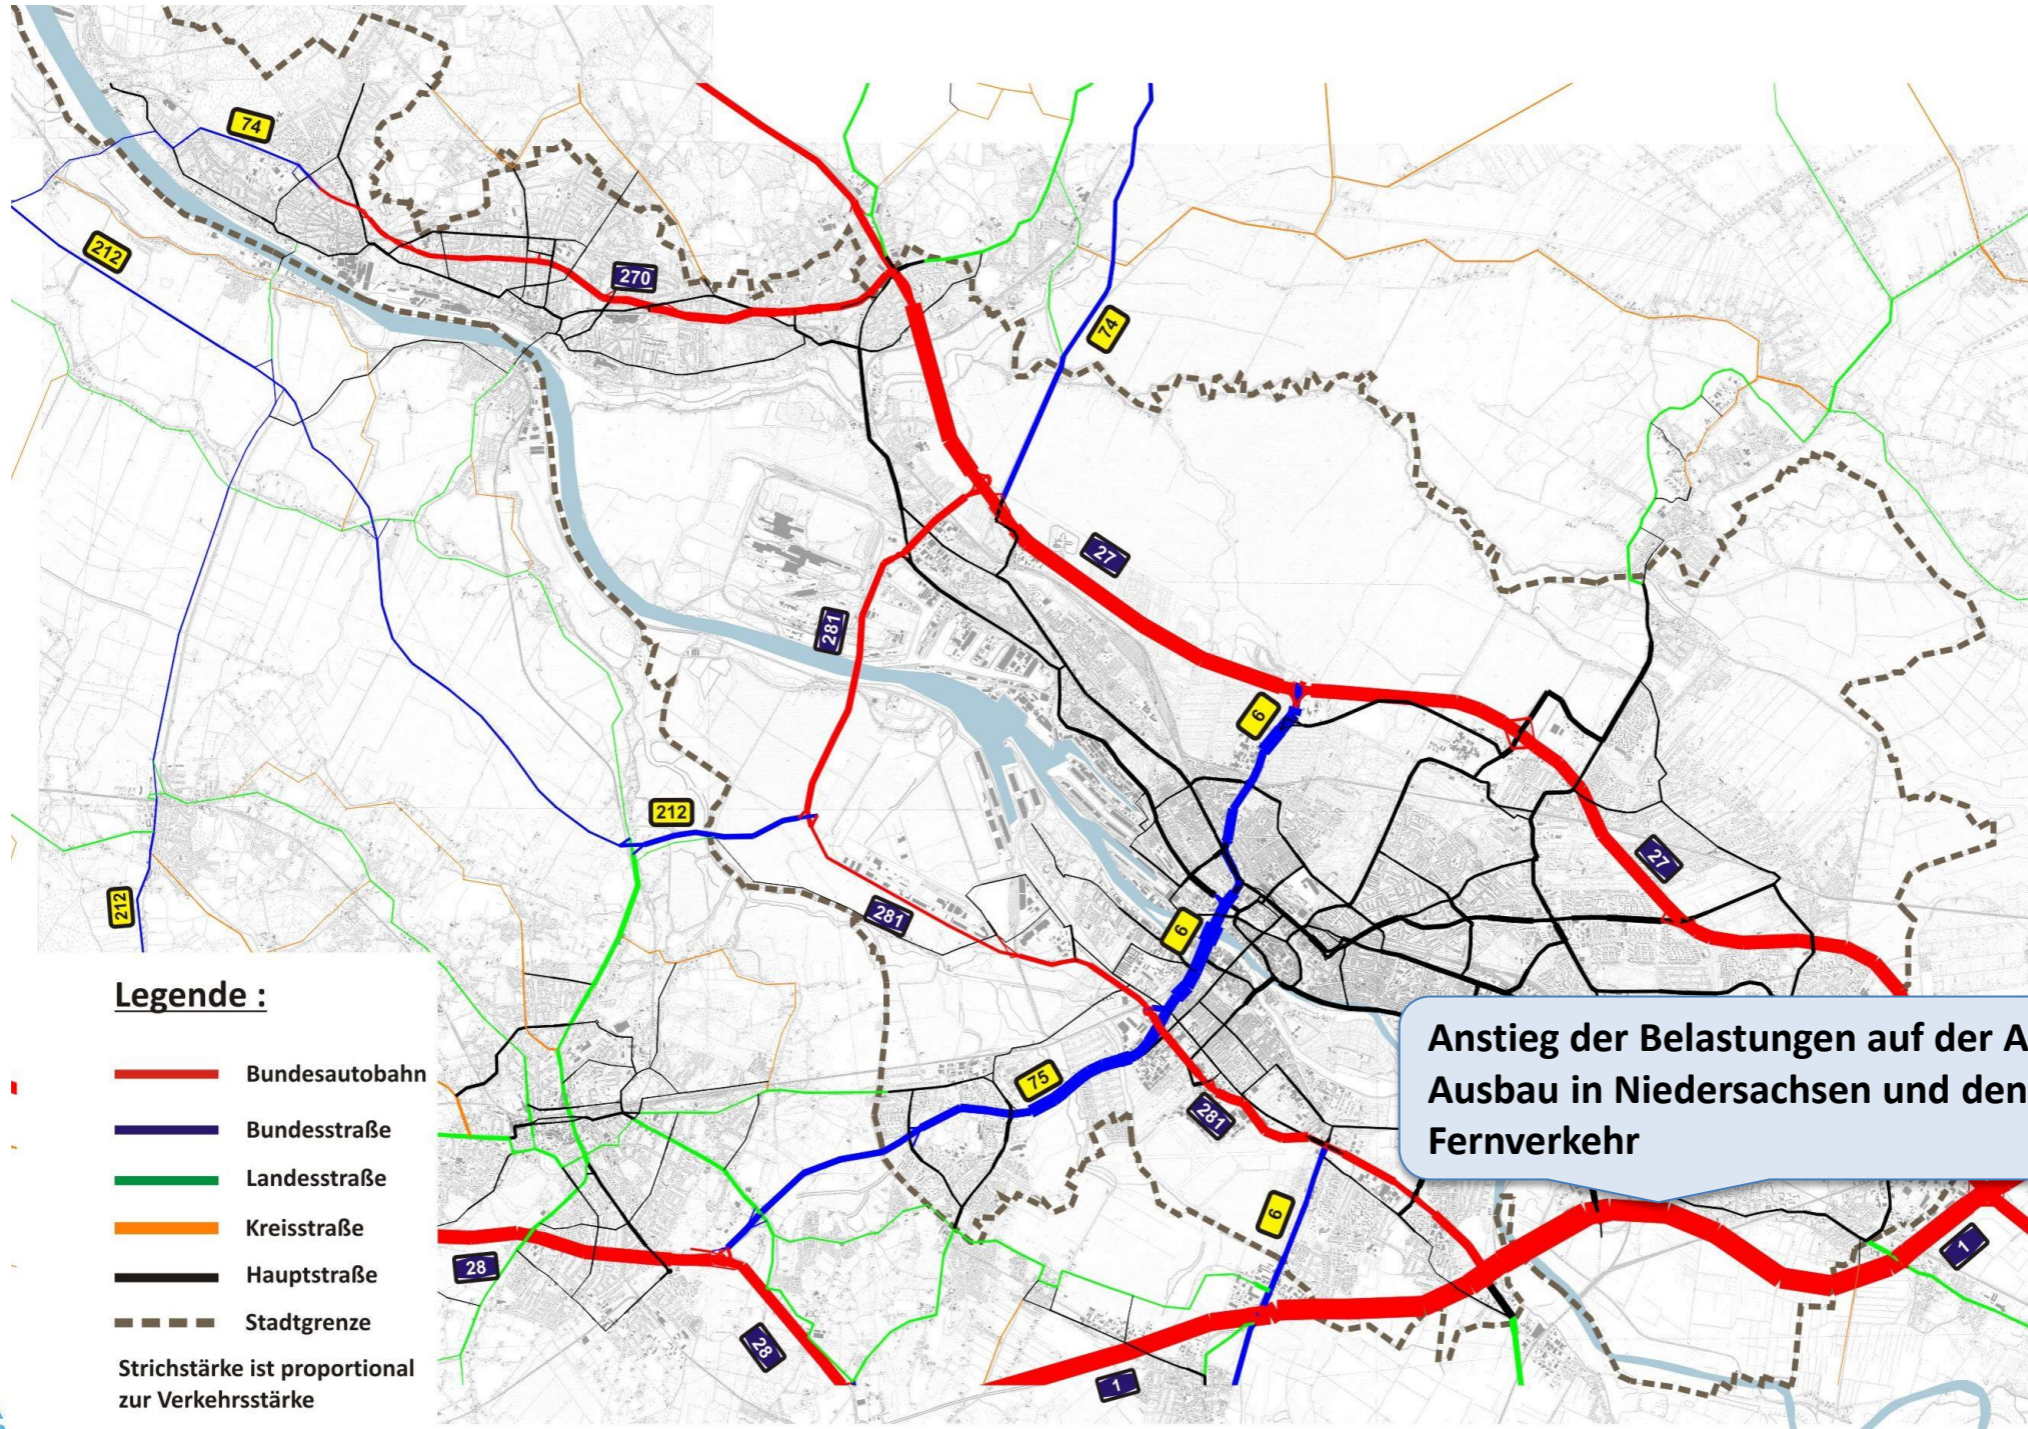 74
212
270
74
27
281
6
212
27
281
6
212
75
281
6
28
28
1
1
Legende :
Bundesautobahn
Bundesstraße
Landesstraße
Kreisstraße
Hauptstraße
Stadtgrenze
Strichstärke ist proportional
zur Verkehrsstärke
Anstieg der Belastungen auf der A
Ausbau in Niedersachsen und den
Fernverkehr